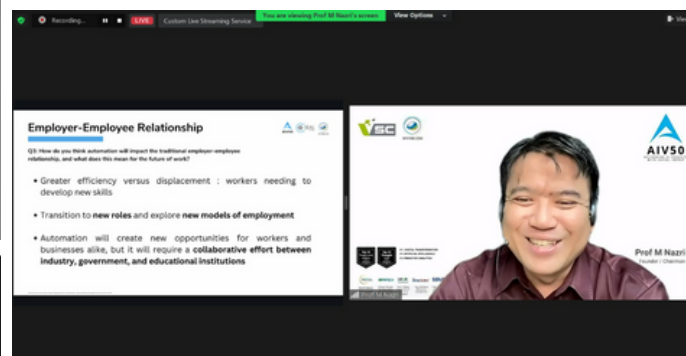 Recording...
LIVE
Custom Live Streaming Service
You are viewing Prof M Nazri's screen
View Options
View
Employer-Employee Relationship
Q3: How do you think automation will impact the traditional employer-employee
relationship, and what does this mean for the future of work?
• Greater efficiency versus displacement : workers needing to
develop new skills
• Transition to new roles and explore new models of employment
• Automation will create new opportunities for workers and
businesses alike, but it will require a collaborative effort between
industry, government, and educational institutions
VSC
AIV50
Prof M Nazri
Founder / Chairman
Prof M Nazri